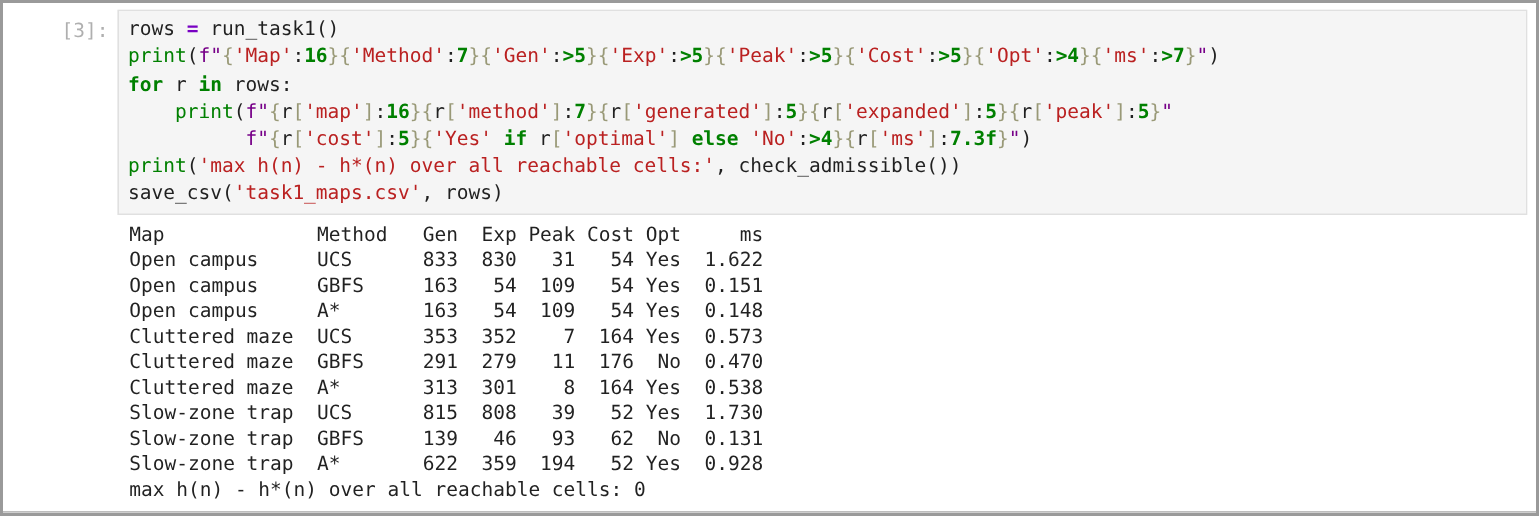 [3]: rows = run_task1()
print(f"{'Map':16}{'Method':7}{'Gen':>5}{'Exp':>5}{'Peak':>5}{'Cost':>5}{'Opt':>4}{'ms':>7}")
for r in rows:
    print(f"{r['map']:16}{r['method']:7}{r['generated']:5}{r['expanded']:5}{r['peak']:5}"
          f"{r['cost']:5}{'Yes' if r['optimal'] else 'No':>4}{r['ms']:7.3f}")
print('max h(n) - h*(n) over all reachable cells:', check_admissible())
save_csv('task1_maps.csv', rows)
Map             Method   Gen  Exp Peak Cost Opt     ms
Open campus     UCS      833  830   31   54 Yes  1.622
Open campus     GBFS     163   54  109   54 Yes  0.151
Open campus     A*       163   54  109   54 Yes  0.148
Cluttered maze  UCS      353  352    7  164 Yes  0.573
Cluttered maze  GBFS     291  279   11  176  No  0.470
Cluttered maze  A*       313  301    8  164 Yes  0.538
Slow-zone trap  UCS      815  808   39   52 Yes  1.730
Slow-zone trap  GBFS     139   46   93   62  No  0.131
Slow-zone trap  A*       622  359  194   52 Yes  0.928
max h(n) - h*(n) over all reachable cells: 0